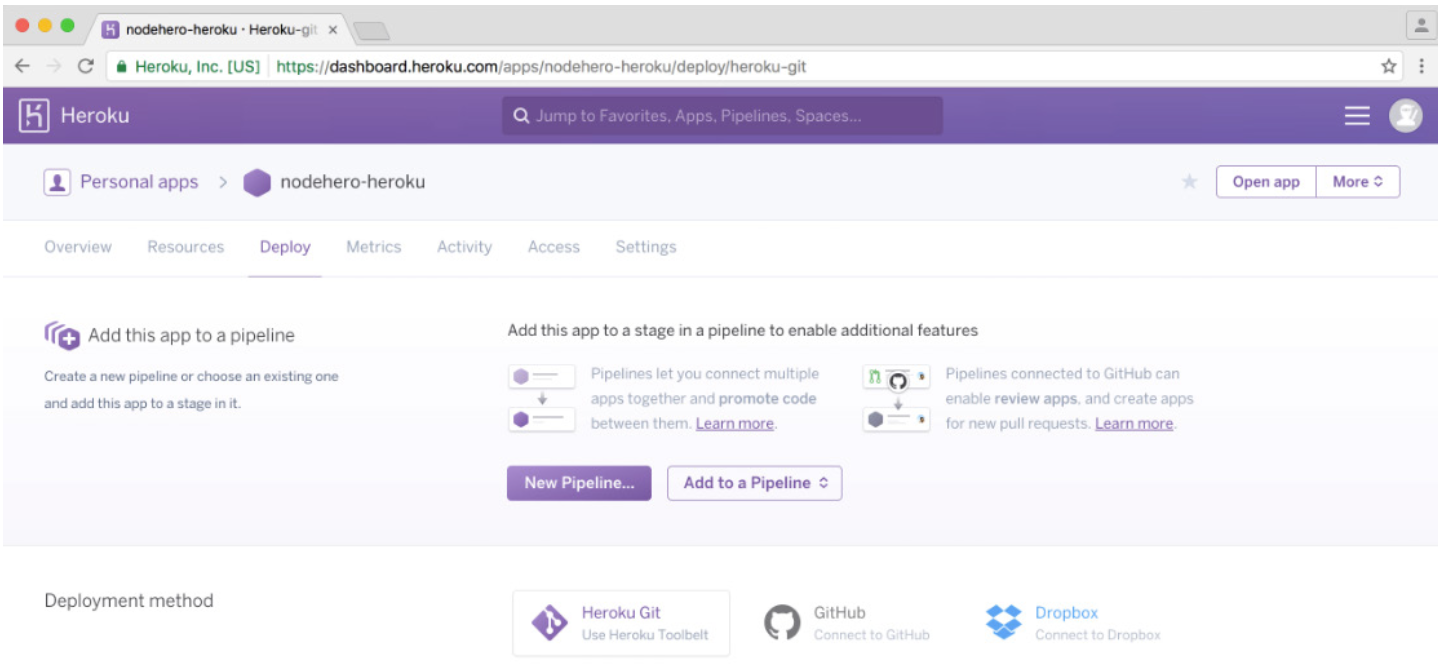 nodehero-heroku · Heroku-git
Heroku, Inc. [US] https://dashboard.heroku.com/apps/nodehero-heroku/deploy/heroku-git
Heroku
Jump to Favorites, Apps, Pipelines, Spaces...
Personal apps > nodehero-heroku
Open app
More
Overview Resources Deploy Metrics Activity Access Settings
Add this app to a pipeline
Create a new pipeline or choose an existing one
and add this app to a stage in it.
Add this app to a stage in a pipeline to enable additional features
Pipelines let you connect multiple
apps together and promote code
between them. Learn more.
Pipelines connected to GitHub can
enable review apps, and create apps
for new pull requests. Learn more.
New Pipeline...
Add to a Pipeline
Deployment method
Heroku Git
Use Heroku Toolbelt
GitHub
Connect to GitHub
Dropbox
Connect to Dropbox